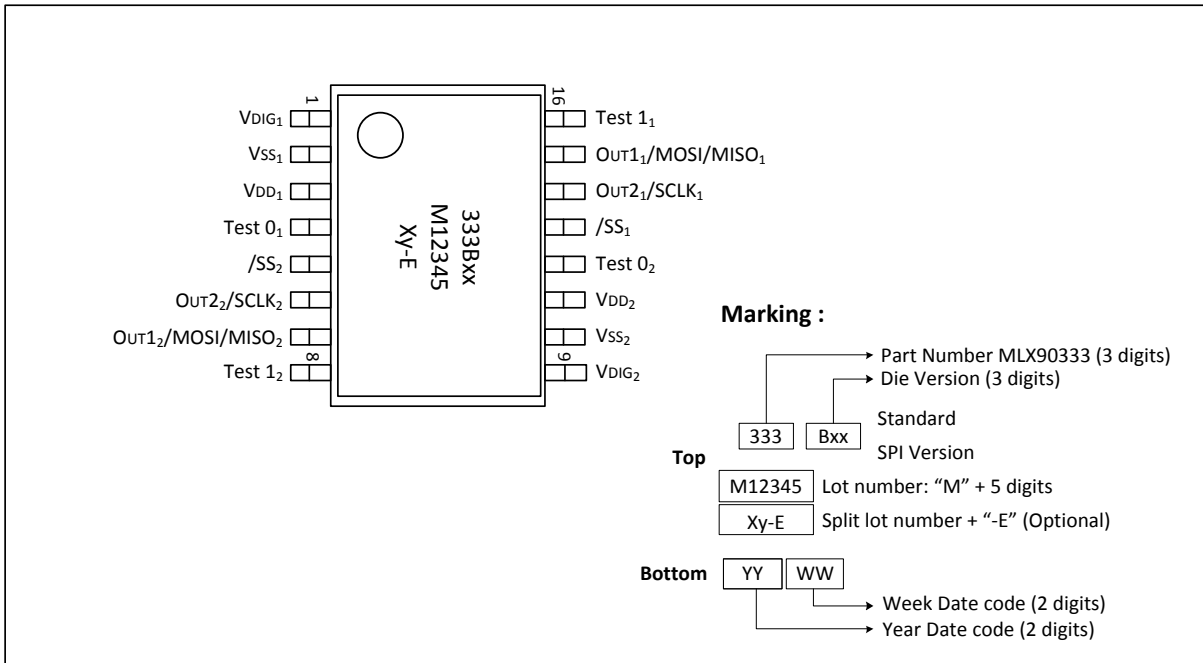 1
16
VDIG₁
VSS₁
VDD₁
Test 0₁
/SS₂
OUT2₂/SCLK₂
OUT1₂/MOSI/MISO₂
Test 1₂
8
333Bxx
M12345
Xy-E
Test 1₁
OUT1₁/MOSI/MISO₁
OUT2₁/SCLK₁
/SS₁
Test 0₂
VDD₂
VSS₂
VDIG₂
9
Marking :
Part Number MLX90333 (3 digits)
Die Version (3 digits)
Standard
333 Bxx
SPI Version
Top
M12345 Lot number: “M” + 5 digits
Xy-E Split lot number + “-E” (Optional)
Bottom YY WW
Week Date code (2 digits)
Year Date code (2 digits)